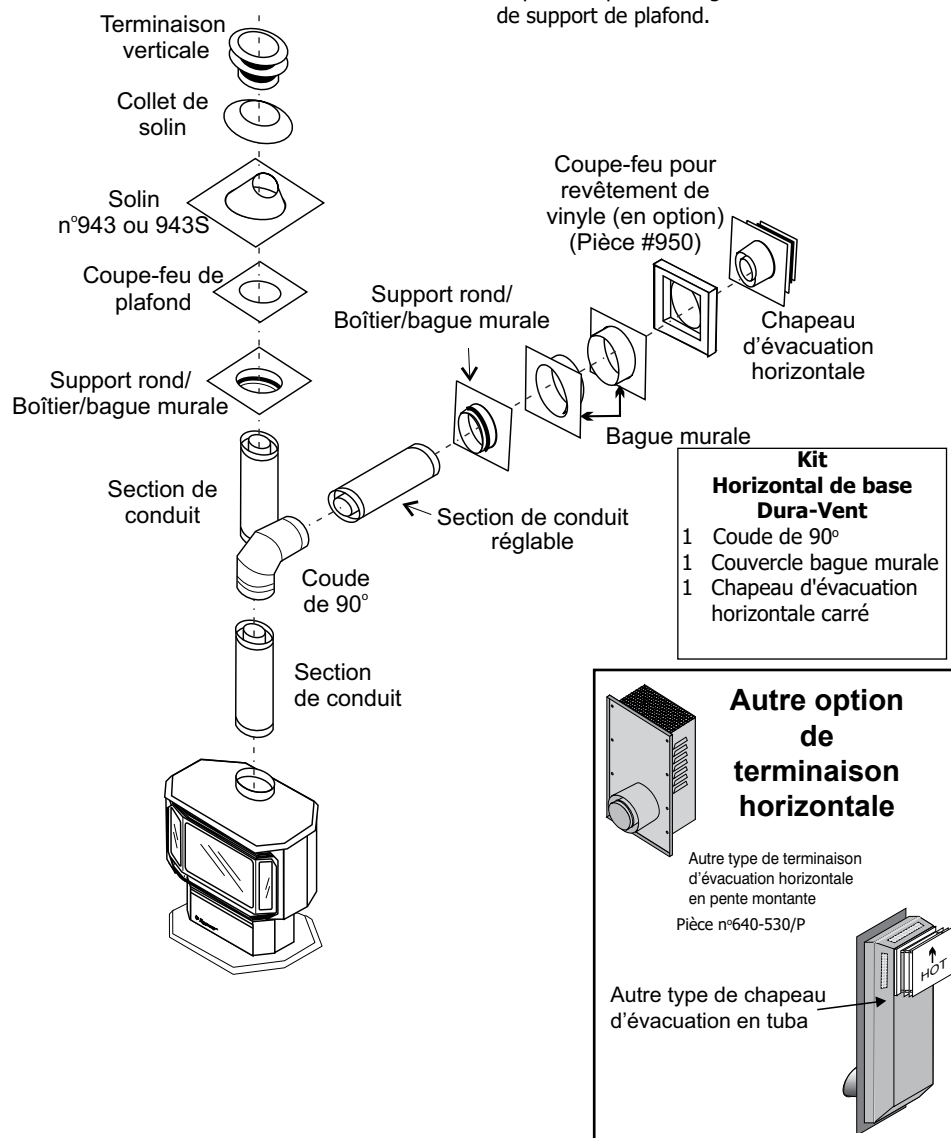 de support de plafond.
Terminaison
verticale
Collet de
solin
Solin
n°943 ou 943S
Coupe-feu de
plafond
Support rond/
Boîtier/bague murale
Section de
conduit
Coude
de 90°
Section
de conduit
Section de conduit
réglable
Support rond/
Boîtier/bague murale
Bague murale
Coupe-feu pour
revêtement de
vinyle (en option)
(Pièce #950)
Chapeau
d'évacuation
horizontale
Kit
Horizontal de base
Dura-Vent
1 Coude de 90°
1 Couvercle bague murale
1 Chapeau d'évacuation
horizontale carré
Autre option
de
terminaison
horizontale
Autre type de terminaison
d'évacuation horizontale
en pente montante
Pièce n°640-530/P
Autre type de chapeau
d'évacuation en tuba
HOT